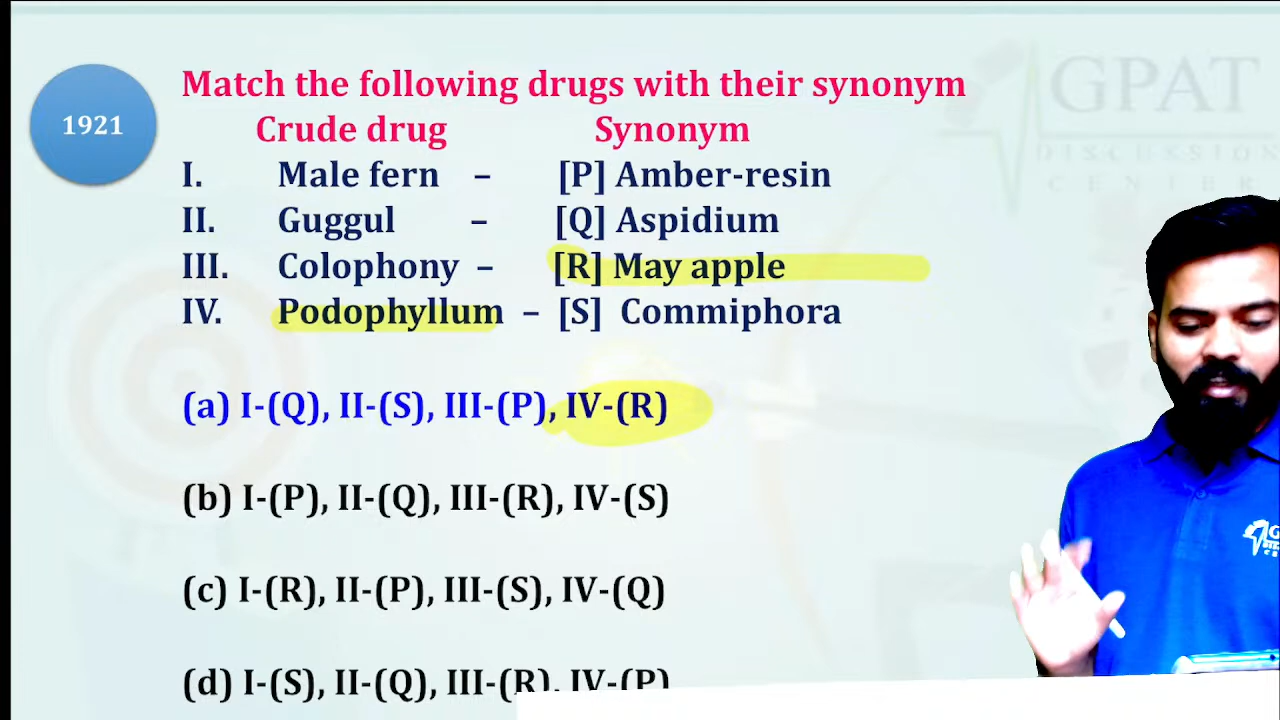 1921
Match the following drugs with their synonym
Crude drug Synonym
I. Male fern – [P] Amber-resin
II. Guggul – [Q] Aspidium
III. Colophony – [R] May apple
IV. Podophyllum – [S] Commiphora
(a) I-(Q), II-(S), III-(P), IV-(R)
(b) I-(P), II-(Q), III-(R), IV-(S)
(c) I-(R), II-(P), III-(S), IV-(Q)
(d) I-(S), II-(Q), III-(R), IV-(P)
GPAT
DISCUSSION
CENTER